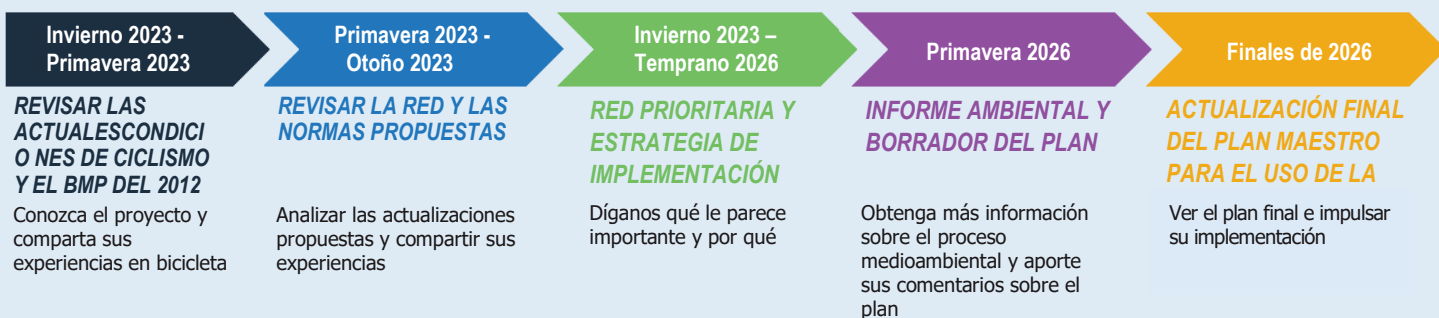 Invierno 2023 -
Primavera 2023
REVISAR LAS
ACTUALESCONDICI
O NES DE CICLISMO
Y EL BMP DEL 2012
Conozca el proyecto y
comparta sus
experiencias en bicicleta
Primavera 2023 -
Otoño 2023
REVISAR LA RED Y LAS
NORMAS PROPUESTAS
Analizar las actualizaciones
propuestas y compartir sus
experiencias
Invierno 2023 –
Temprano 2026
RED PRIORITARIA Y
ESTRATEGIA DE
IMPLEMENTACIÓN
Díganos qué le parece
importante y por qué
Primavera 2026
INFORME AMBIENTAL Y
BORRADOR DEL PLAN
Obtenga más información
sobre el proceso
medioambiental y aporte
sus comentarios sobre el
plan
Finales de 2026
ACTUALIZACIÓN FINAL
DEL PLAN MAESTRO
PARA EL USO DE LA
Ver el plan final e impulsar
su implementación